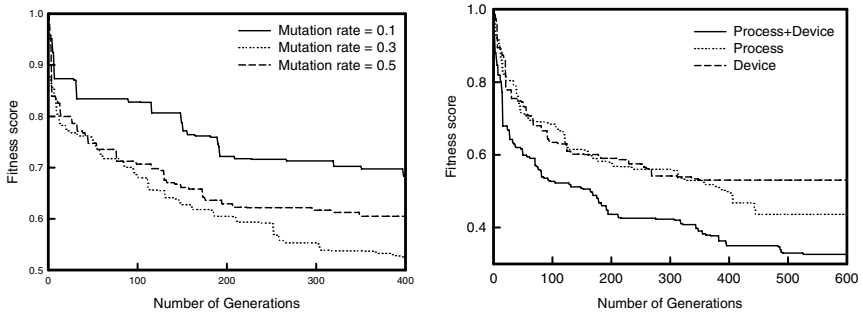 Mutation rate = 0.1
Mutation rate = 0.3
Mutation rate = 0.5
1.0
0.9
0.8
0.7
0.6
0.5
Fitness score
0
100
200
300
400
Number of Generations
Process+Device
Process
Device
1.0
0.8
0.6
0.4
Fitness score
0
100
200
300
400
500
600
Number of Generations